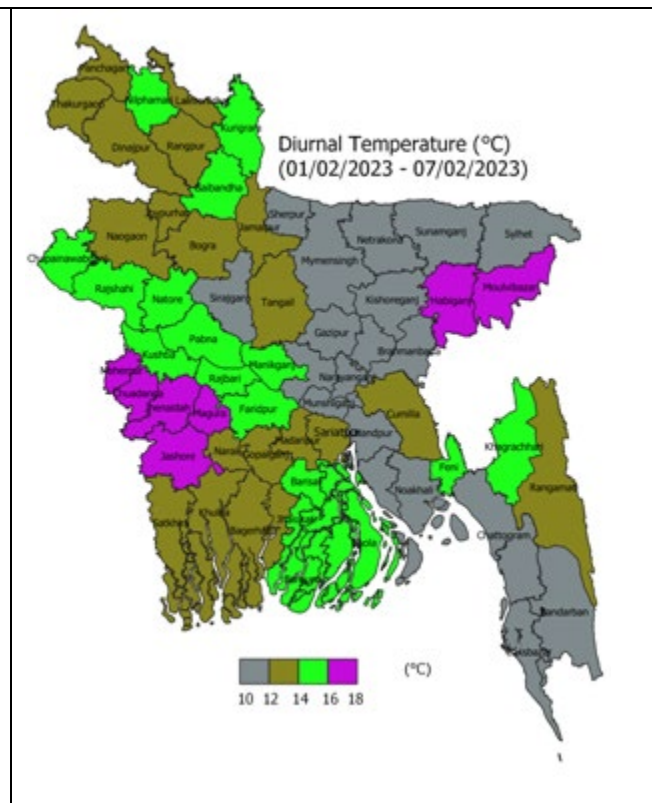 Panchagarh
Thakurgaon
Nilphamari
Lalmonirhat
Kurigram
Dinajpur
Rangpur
Gaibandha
Diurnal Temperature (°C)
(01/02/2023 - 07/02/2023)
Sherpur
Sunamganj
Sylhet
Netrakona
Naogaon
Joypurhat
Jamalpur
Bogra
Mymensingh
Chapainawabganj
Rajshahi
Natore
Sirajganj
Tangail
Kishoreganj
Habiganj
Moulvibazar
Gazipur
Pabna
Brahmanbaria
Kushtia
Manikganj
Meherpur
Rajbari
Narayanganj
Chuadanga
Munshiganj
Jhenaidah
Magura
Faridpur
Cumilla
Khagrachhari
Jashore
Narail
Madaripur
Shariatpur
Chandpur
Gopalganj
Feni
Rangamati
Barisal
Noakhali
Satkhira
Khulna
Bagerhat
Bhola
Chattogram
Bandarban
(°C)
10 12 14 16 18